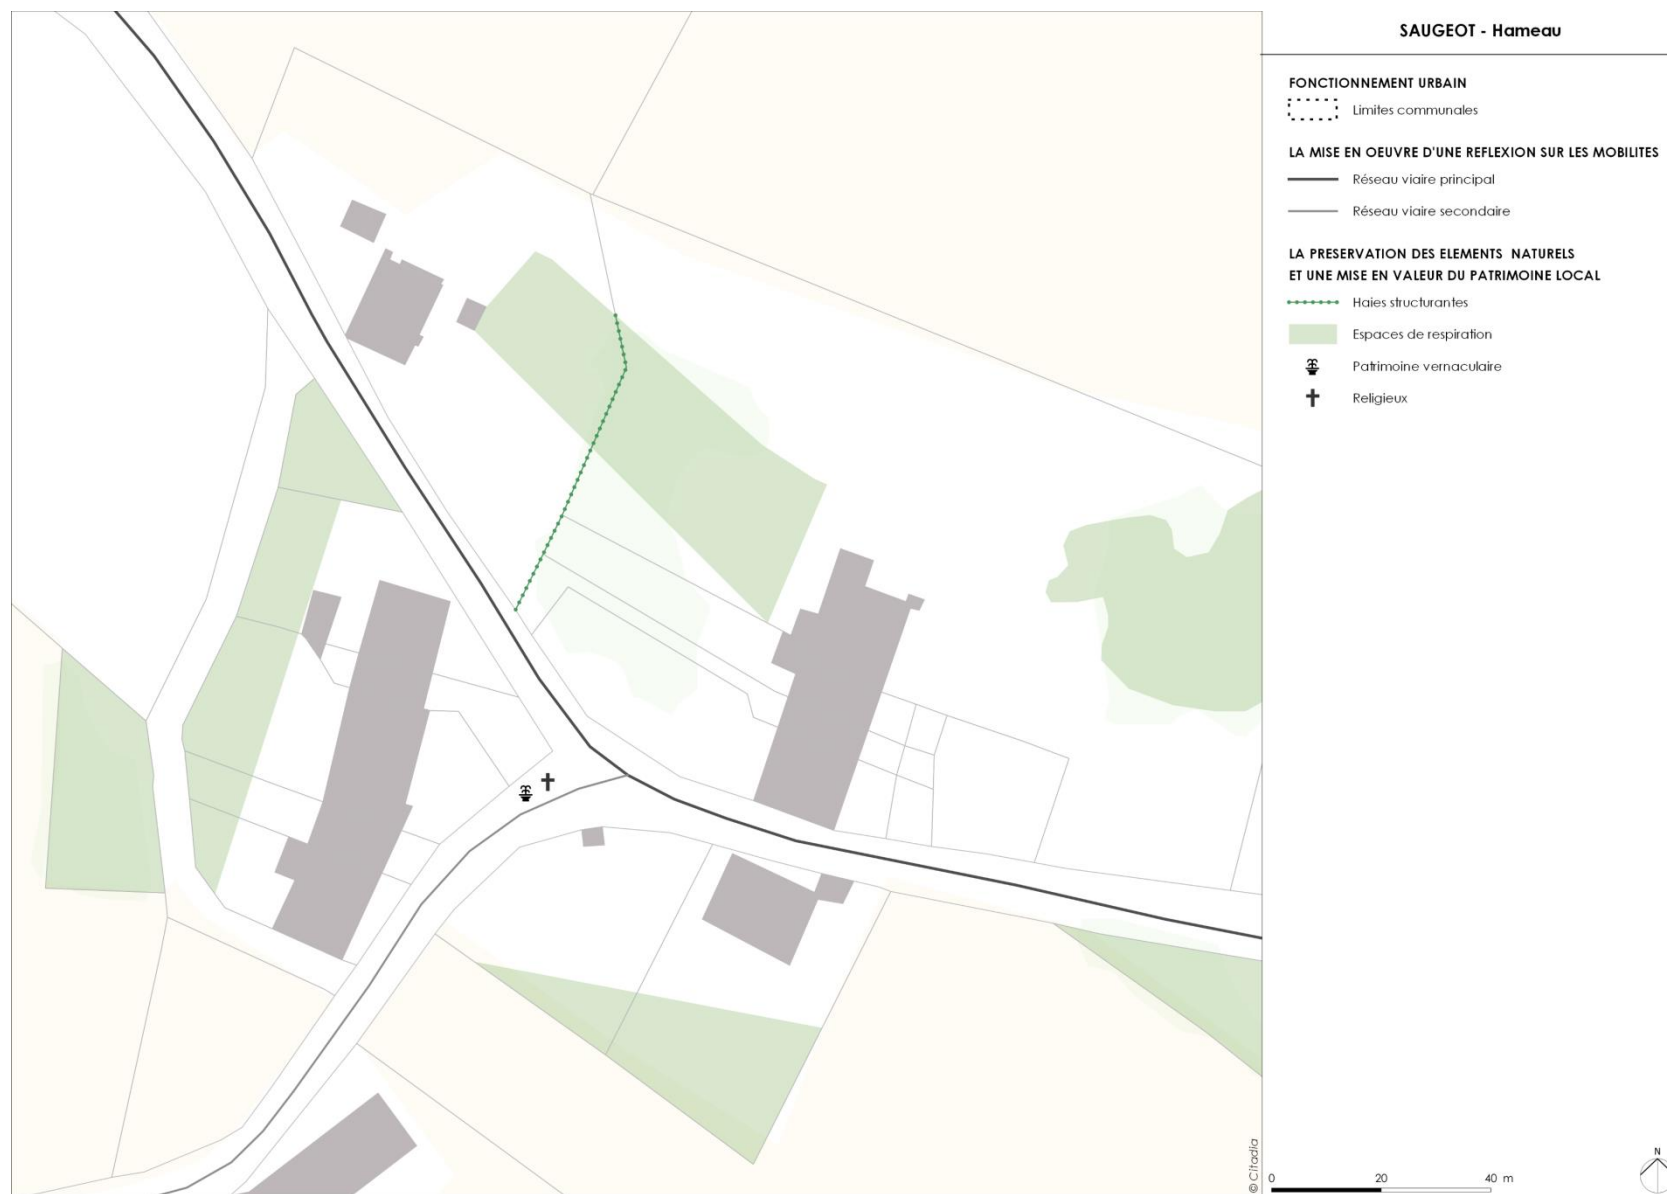 SAUGEOT - Hameau
FONCTIONNEMENT URBAIN
Limites communales
LA MISE EN OEUVRE D'UNE REFLEXION SUR LES MOBILITES
Réseau viaire principal
Réseau viaire secondaire
LA PRESERVATION DES ELEMENTS NATURELS
ET UNE MISE EN VALEUR DU PATRIMOINE LOCAL
Haies structurantes
Espaces de respiration
Patrimoine vernaculaire
Religieux
© Citadia
0 20 40 m
N